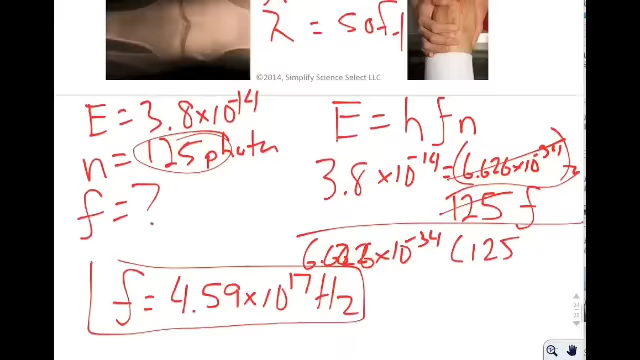 λ = soft
©2014, Simplify Science Select LLC
E = 3.8×10⁻¹⁴
n = 125 photon
f = ?
E = h f n
3.8×10⁻¹⁴ = (6.626×10⁻³⁴)
125 f
6.626×10⁻³⁴ (125
f = 4.59×10¹⁷ Hz